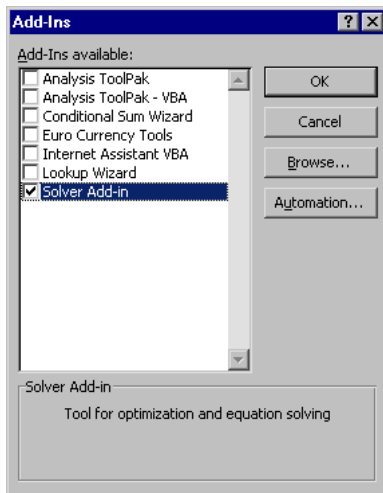 Add-Ins
Add-Ins available:
Analysis ToolPak
Analysis ToolPak - VBA
Conditional Sum Wizard
Euro Currency Tools
Internet Assistant VBA
Lookup Wizard
Solver Add-in
OK
Cancel
Browse...
Automation...
Solver Add-in
Tool for optimization and equation solving